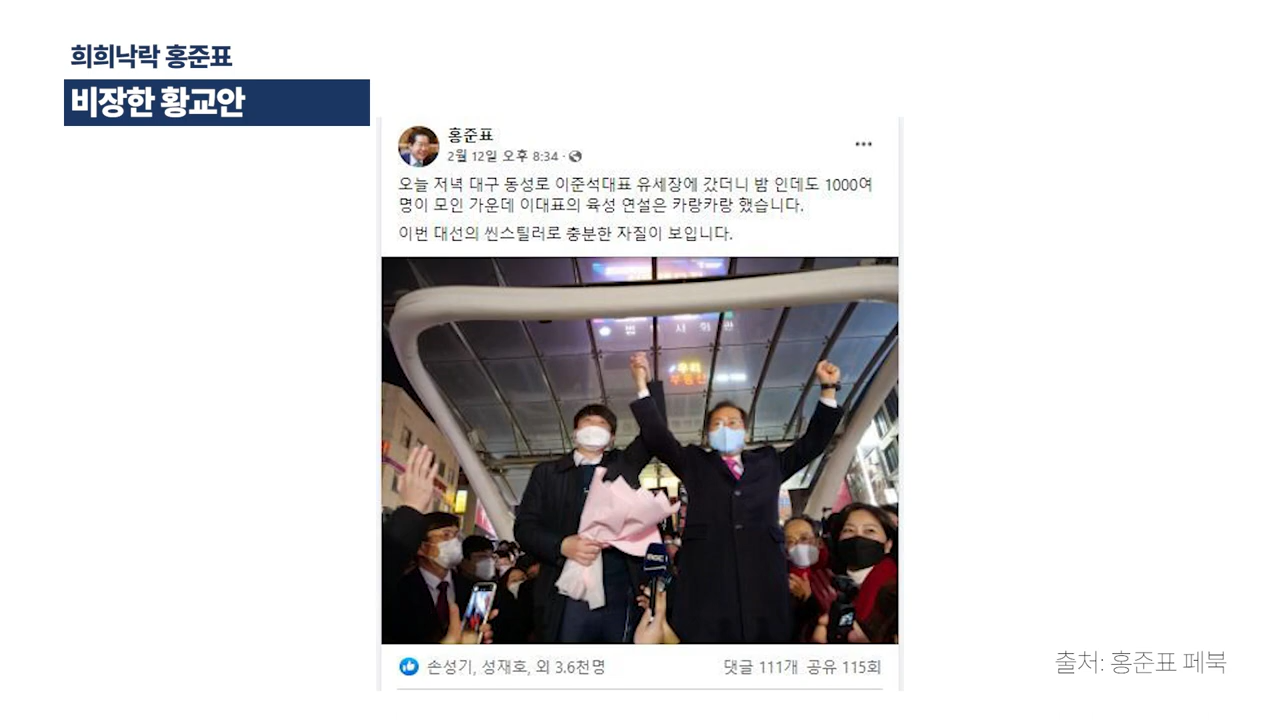 희희낙락 홍준표
비장한 황교안
홍준표
2월 12일 오후 8:34 ·
오늘 저녁 대구 동성로 이준석대표 유세장에 갔더니 밤 인데도 1000여
명이 모인 가운데 이대표의 육성 연설은 카랑카랑 했습니다.
이번 대선의 씬스틸러로 충분한 자질이 보입니다.
우리
부동산
손성기, 성재호, 외 3.6천명
댓글 111개 공유 115회
출처: 홍준표 페북